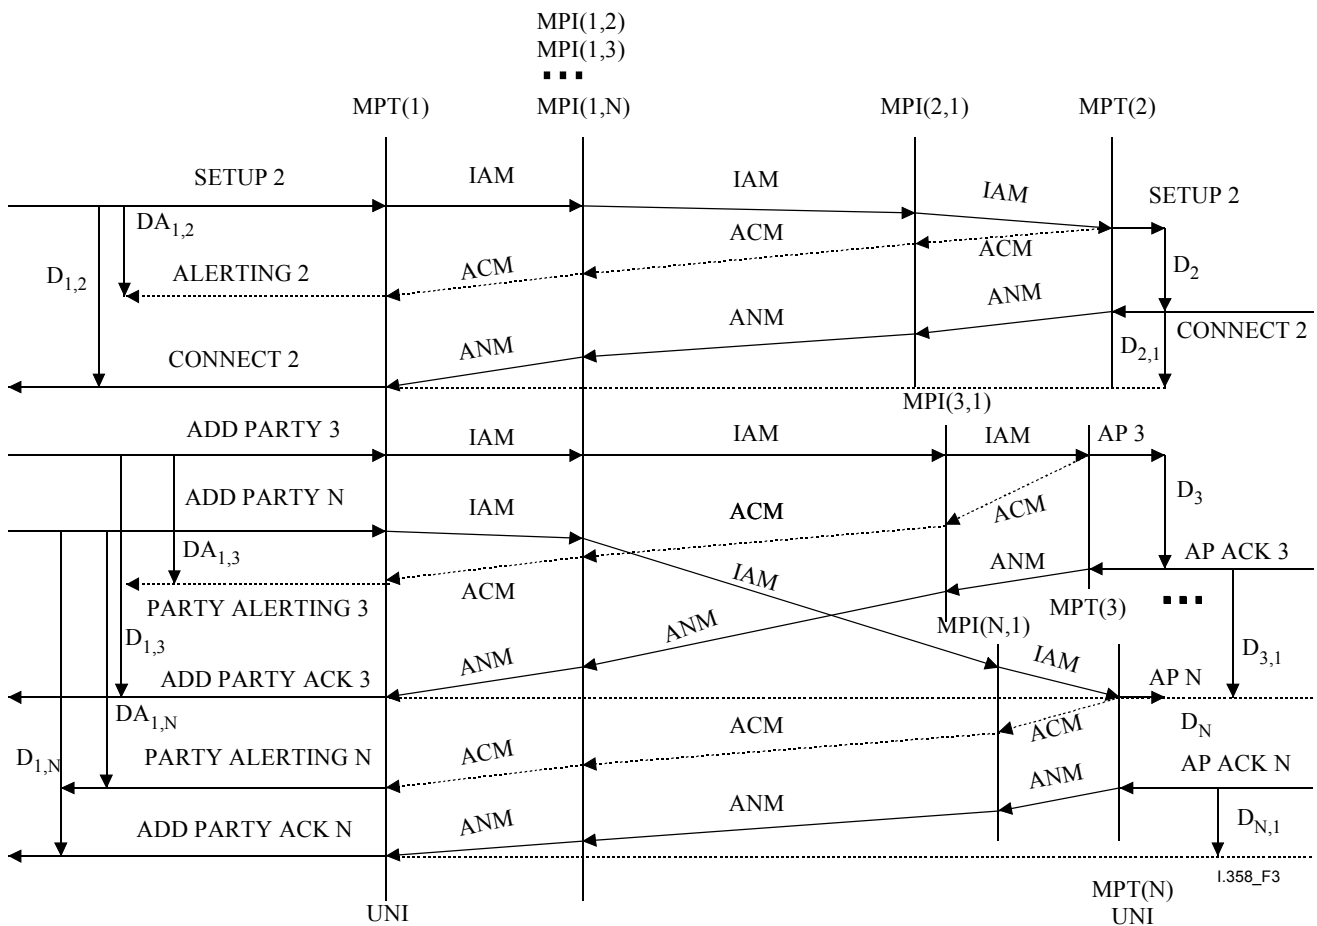 MPI(1,2)
MPI(1,3)
...
MPT(1) MPI(1,N) MPI(2,1) MPT(2)
SETUP 2 IAM IAM IAM SETUP 2
DA1,2 ACM ACM
D1,2 ALERTING 2 ACM D2
ANM
CONNECT 2 ANM ANM D2,1 CONNECT 2
MPI(3,1)
ADD PARTY 3 IAM IAM IAM AP 3
ADD PARTY N IAM ACM ACM D3
DA1,3 ACM IAM ANM AP ACK 3
PARTY ALERTING 3 MPT(3) ...
D1,3 ANM MPI(N,1)
ADD PARTY ACK 3 ANM IAM AP N D3,1
DA1,N ACM ACM DN
D1,N PARTY ALERTING N ACM AP ACK N
ANM
ADD PARTY ACK N ANM ANM DN,1
I.358_F3
MPT(N)
UNI UNI